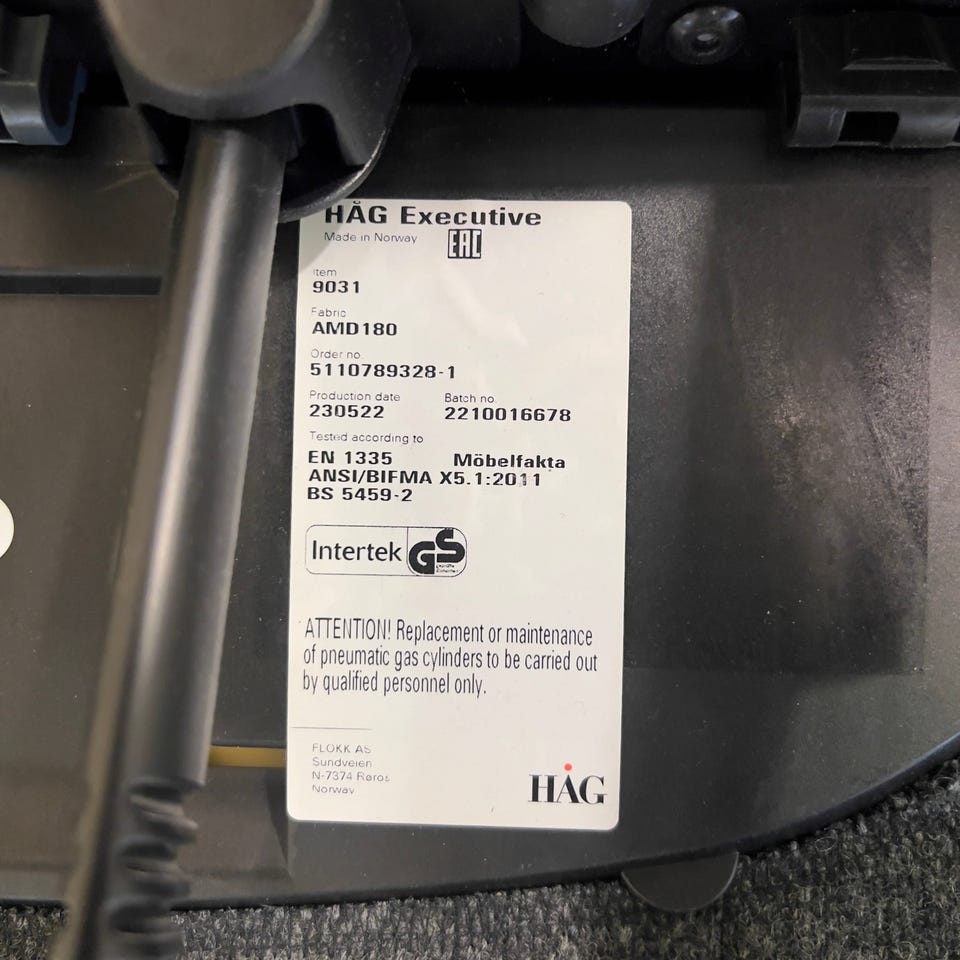 HÅG Executive
Made in Norway
EAC
Item
9031
Fabric
AMD180
Order no.
5110789328-1
Production date Batch no.
230522 2210016678
Tested according to
EN 1335 Möbelfakta
ANSI/BIFMA X5.1:2011
BS 5459-2
Intertek GS
geprüfte
Sicherheit
ATTENTION! Replacement or maintenance
of pneumatic gas cylinders to be carried out
by qualified personnel only.
FLOKK AS
Sundveien
N-7374 Røros
Norway
HÅG